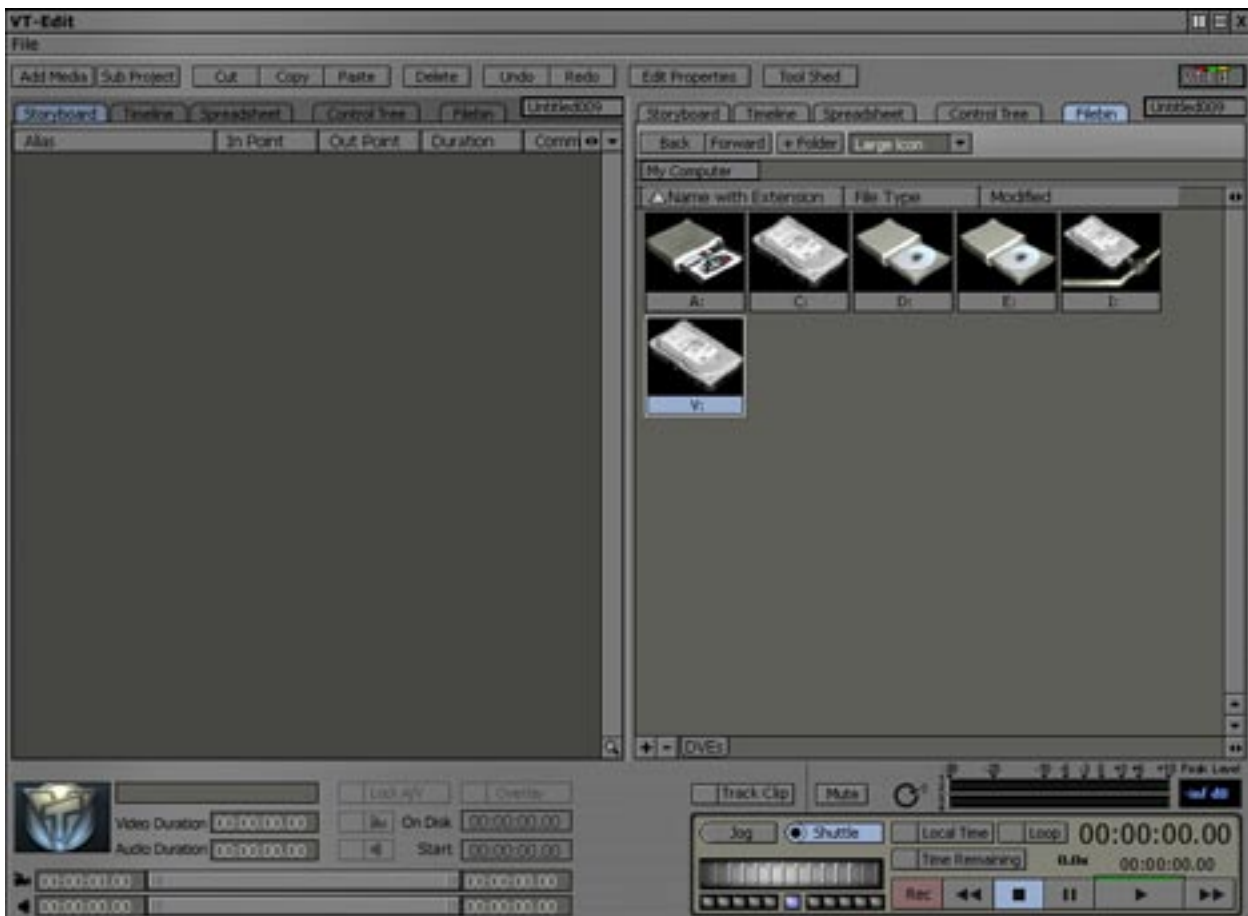 VT-Edit
File
Add Media Sub Project Cut Copy Paste Delete Undo Redo Edit Properties Tool Shed
Storyboard Timeline Spreadsheet Control Tree Filebin Untitled009
Alias In Point Out Point Duration Comm
Storyboard Timeline Spreadsheet Control Tree Filebin Untitled009
Back Forward + Folder Large Icon
My Computer
Name with Extension File Type Modified
A: C: D: E: I:
V:
+ - DVEs
Lock A/V Overlay
Video Duration 00:00:00.00 On Disk 00:00:00.00
Audio Duration 00:00:00.00 Start 00:00:00.00
00:00:00.00 00:00:00.00
00:00:00.00 00:00:00.00
Track Clip Mute Peak Level
-inf dB
Jog Shuttle Local Time Loop 00:00:00.00
Time Remaining 0.0x 00:00:00.00
Rec